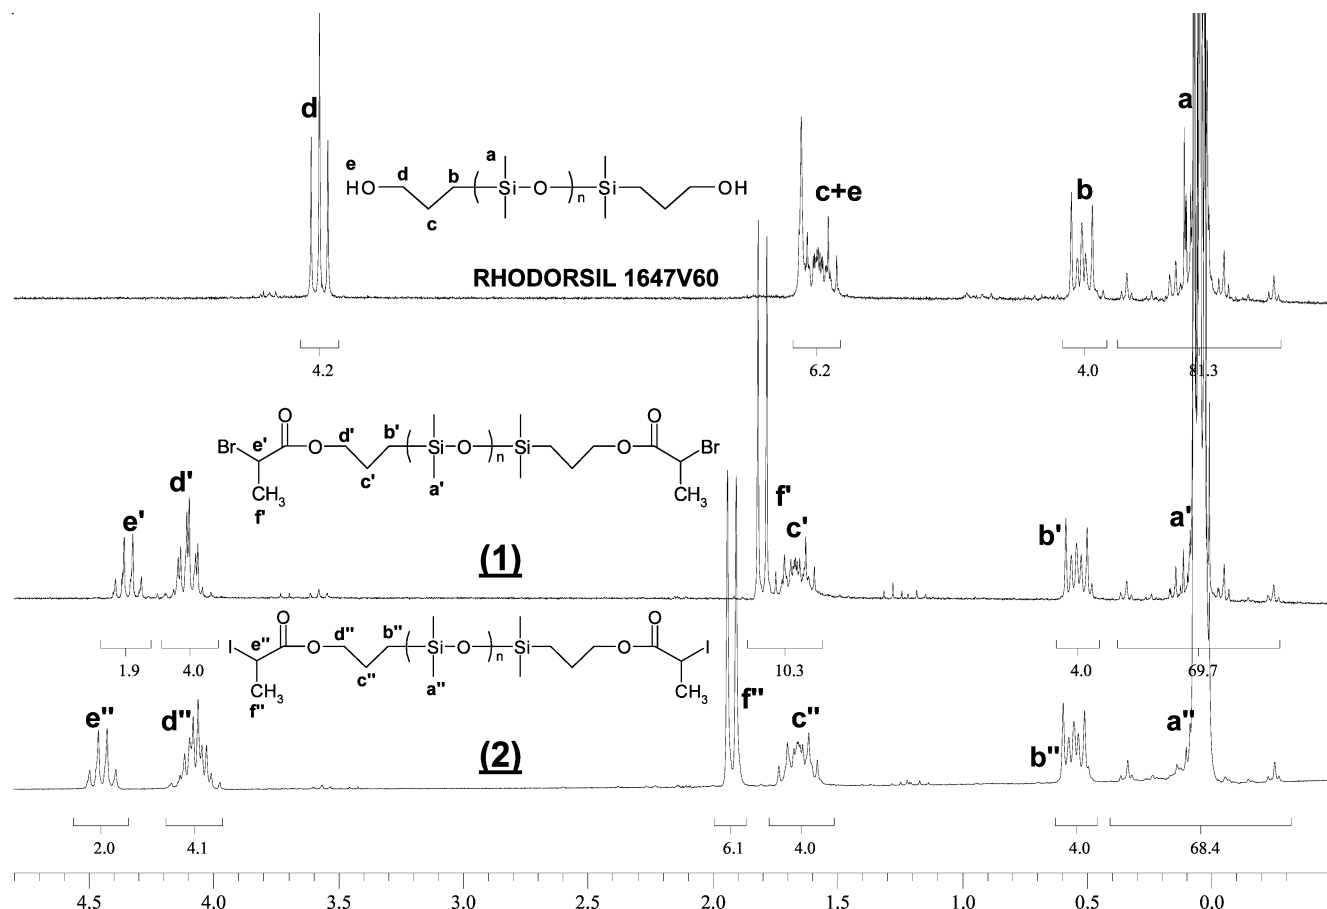 d
a
e
d
b
a
HO
Si
O
n
Si
OH
c
c+e
b
RHODORSIL 1647V60
4.2
6.2
4.0
81.3
Br
e'
O
O
d'
b'
Si
O
n
Si
O
O
Br
CH3
f'
c'
a'
CH3
e'
d'
(1)
f'
c'
b'
a'
1.9
4.0
10.3
4.0
69.7
I
e"
O
O
d"
b"
Si
O
n
Si
O
O
I
CH3
f"
c"
a"
CH3
e"
d"
(2)
f"
c"
b"
a"
2.0
4.1
6.1
4.0
4.0
68.4
4.5 4.0 3.5 3.0 2.5 2.0 1.5 1.0 0.5 0.0